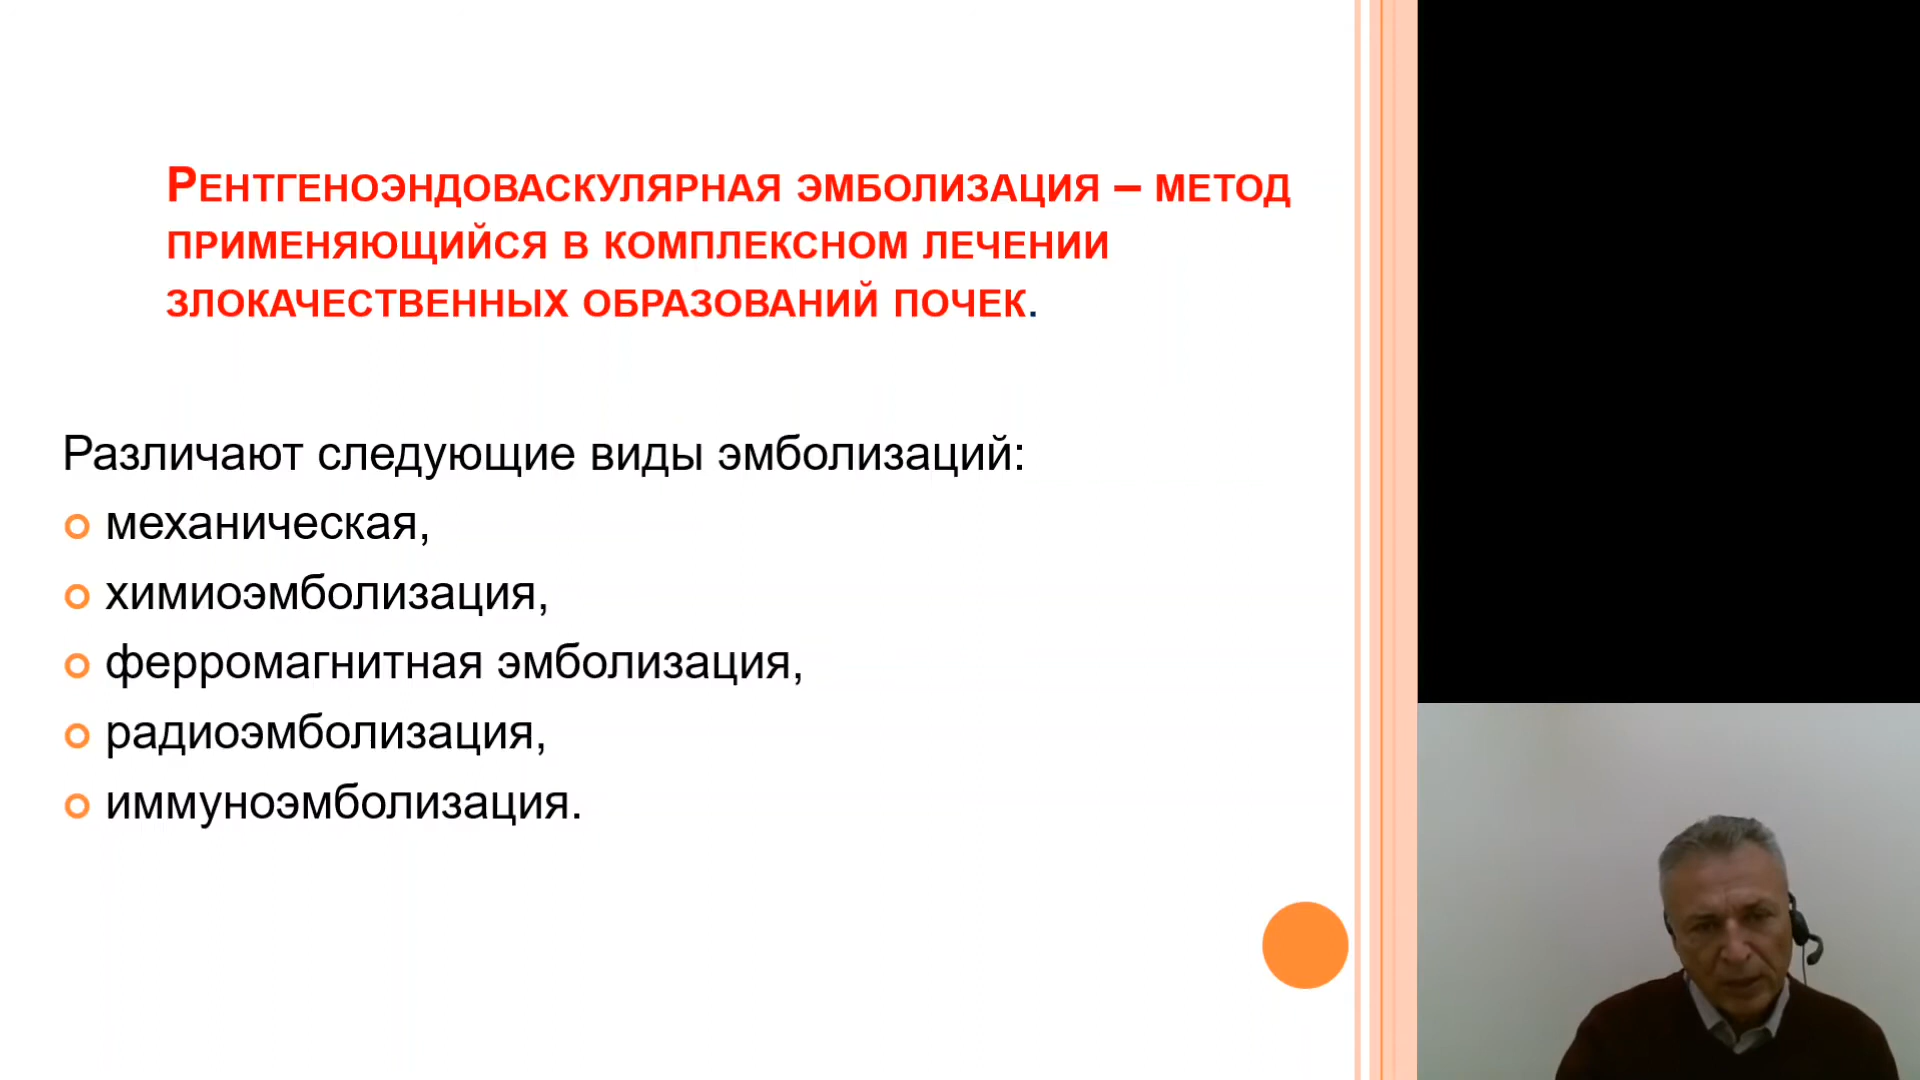 Рентгеноэндоваскулярная эмболизация – метод
применяющийся в комплексном лечении
злокачественных образований почек.
Различают следующие виды эмболизаций:
механическая,
химиоэмболизация,
ферромагнитная эмболизация,
радиоэмболизация,
иммуноэмболизация.